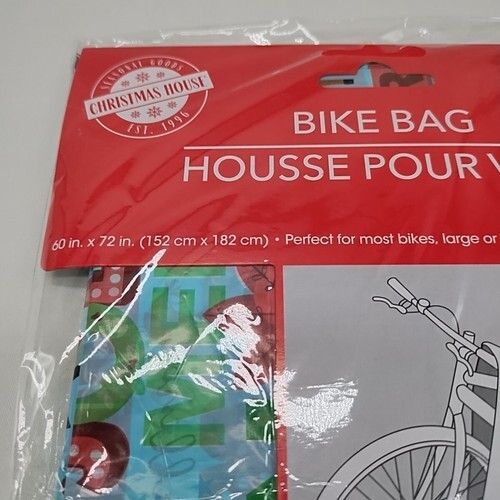 SEASONAL GOODS
CHRISTMAS HOUSE
EST. 1996
BIKE BAG
HOUSSE POUR V
60 in. x 72 in. (152 cm x 182 cm) • Perfect for most bikes, large or